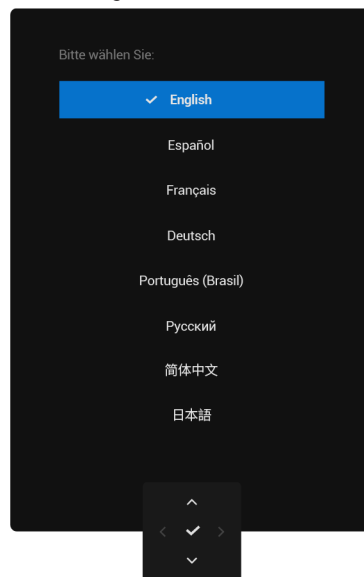 Bitte wählen Sie:
English
Español
Français
Deutsch
Português (Brasil)
Русский
简体中文
日本語